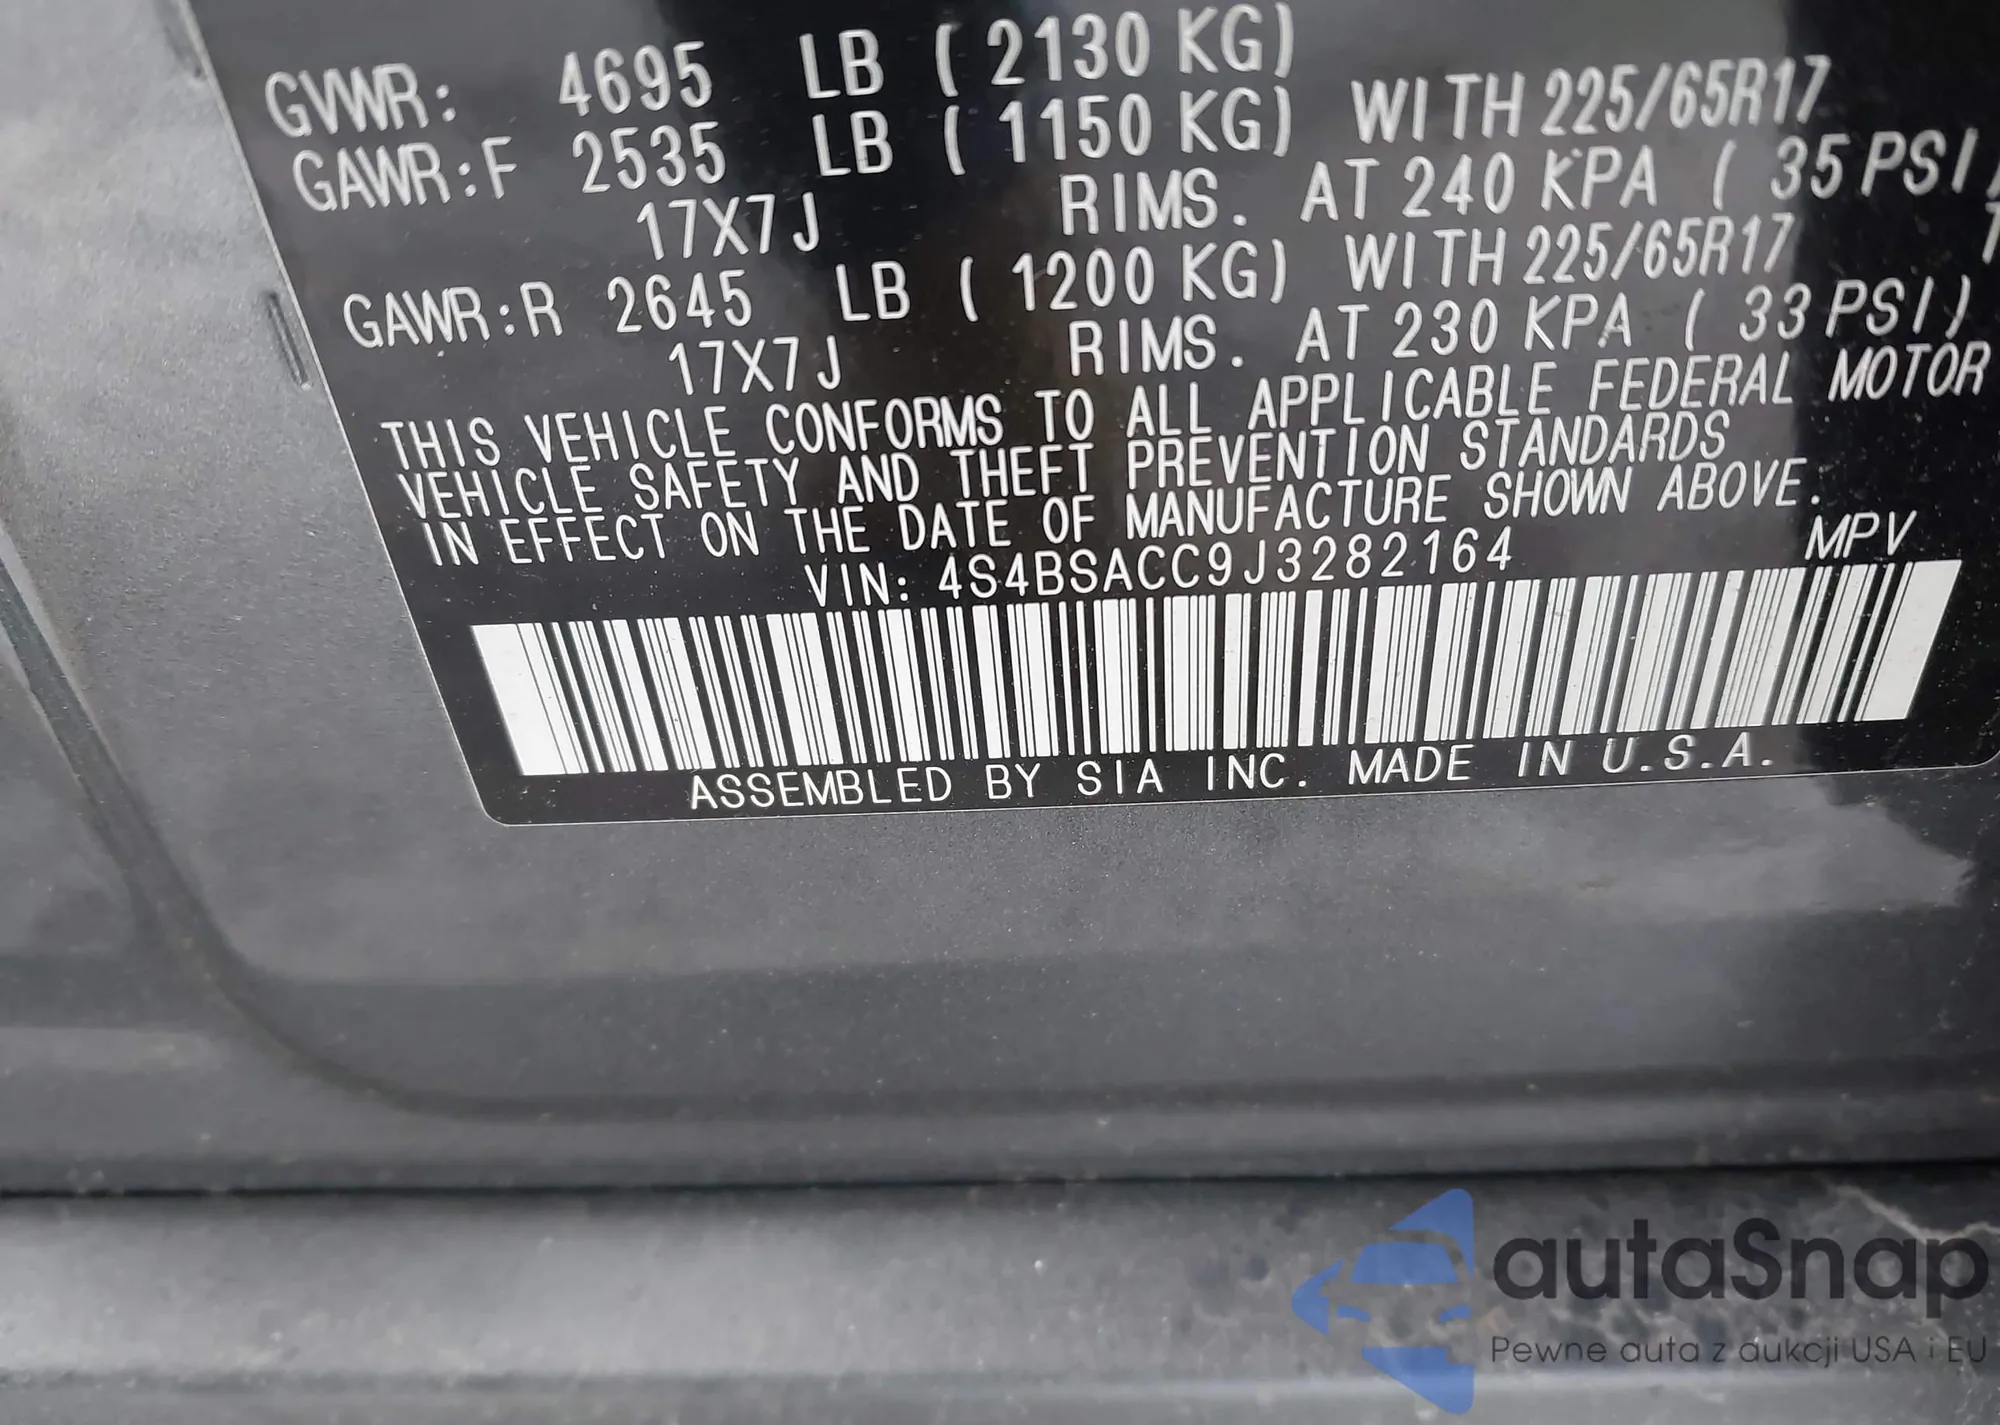 GVWR: 4695 LB ( 2130 KG)
GAWR:F 2535 LB ( 1150 KG) WITH 225/65R17
17X7J RIMS. AT 240 KPA ( 35 PSI)
GAWR:R 2645 LB ( 1200 KG) WITH 225/65R17
17X7J RIMS. AT 230 KPA ( 33 PSI)
THIS VEHICLE CONFORMS TO ALL APPLICABLE FEDERAL MOTOR
VEHICLE SAFETY AND THEFT PREVENTION STANDARDS
IN EFFECT ON THE DATE OF MANUFACTURE SHOWN ABOVE.
VIN: 4S4BSACC9J3282164 MPV
ASSEMBLED BY SIA INC. MADE IN U.S.A.
autaSnap
Pewne auta z aukcji USA i EU